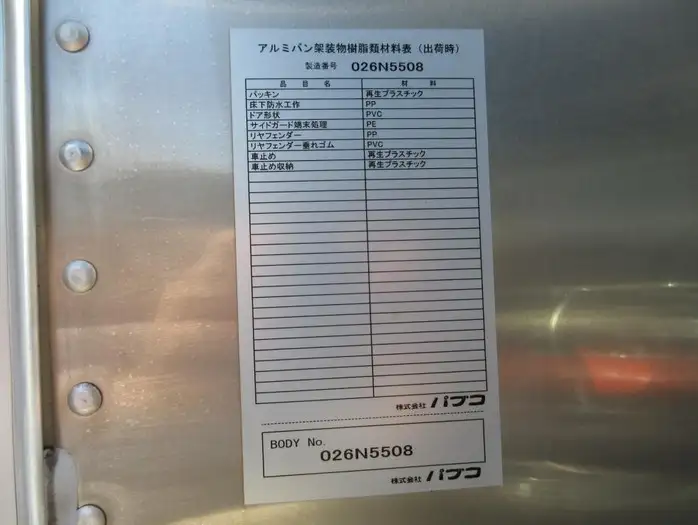 アルミバン架装物樹脂類材料表（出荷時）
製造番号 026N5508
品目名 材料
パッキン 再生プラスチック
床下防水工作 PP
ドア形状 PVC
サイドガード端末処理 PE
リヤフェンダー PP
リヤフェンダー垂れゴム PVC
車止め 再生プラスチック
車止め収納 再生プラスチック
株式会社 パブコ
BODY No.
026N5508
株式会社 パブコ